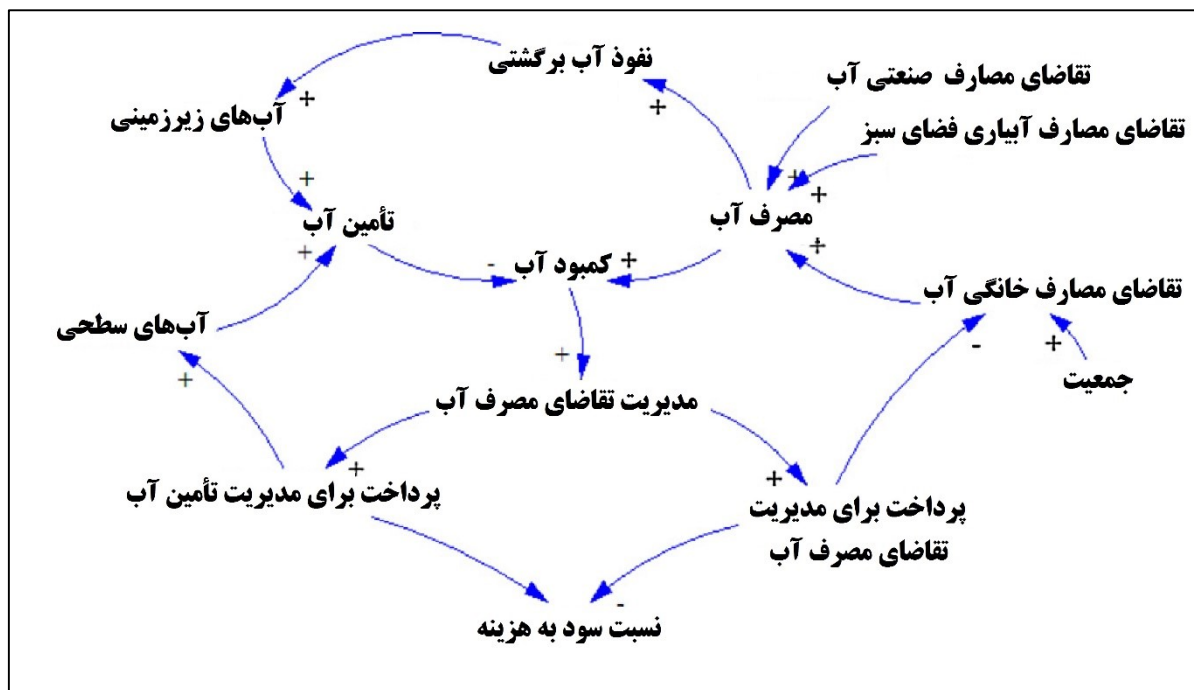 نفوذ آب برگشتی
تقاضای مصارف صنعتی آب
+
+
آب‌های زیرزمینی
تقاضای مصارف آبیاری فضای سبز
+
+
+
تأمین آب
مصرف آب
+
-
کمبود آب
+
+
تقاضای مصارف خانگی آب
آب‌های سطحی
+
+
-
+
جمعیت
مدیریت تقاضای مصرف آب
+
+
پرداخت برای مدیریت تأمین آب
پرداخت برای مدیریت
تقاضای مصرف آب
-
نسبت سود به هزینه